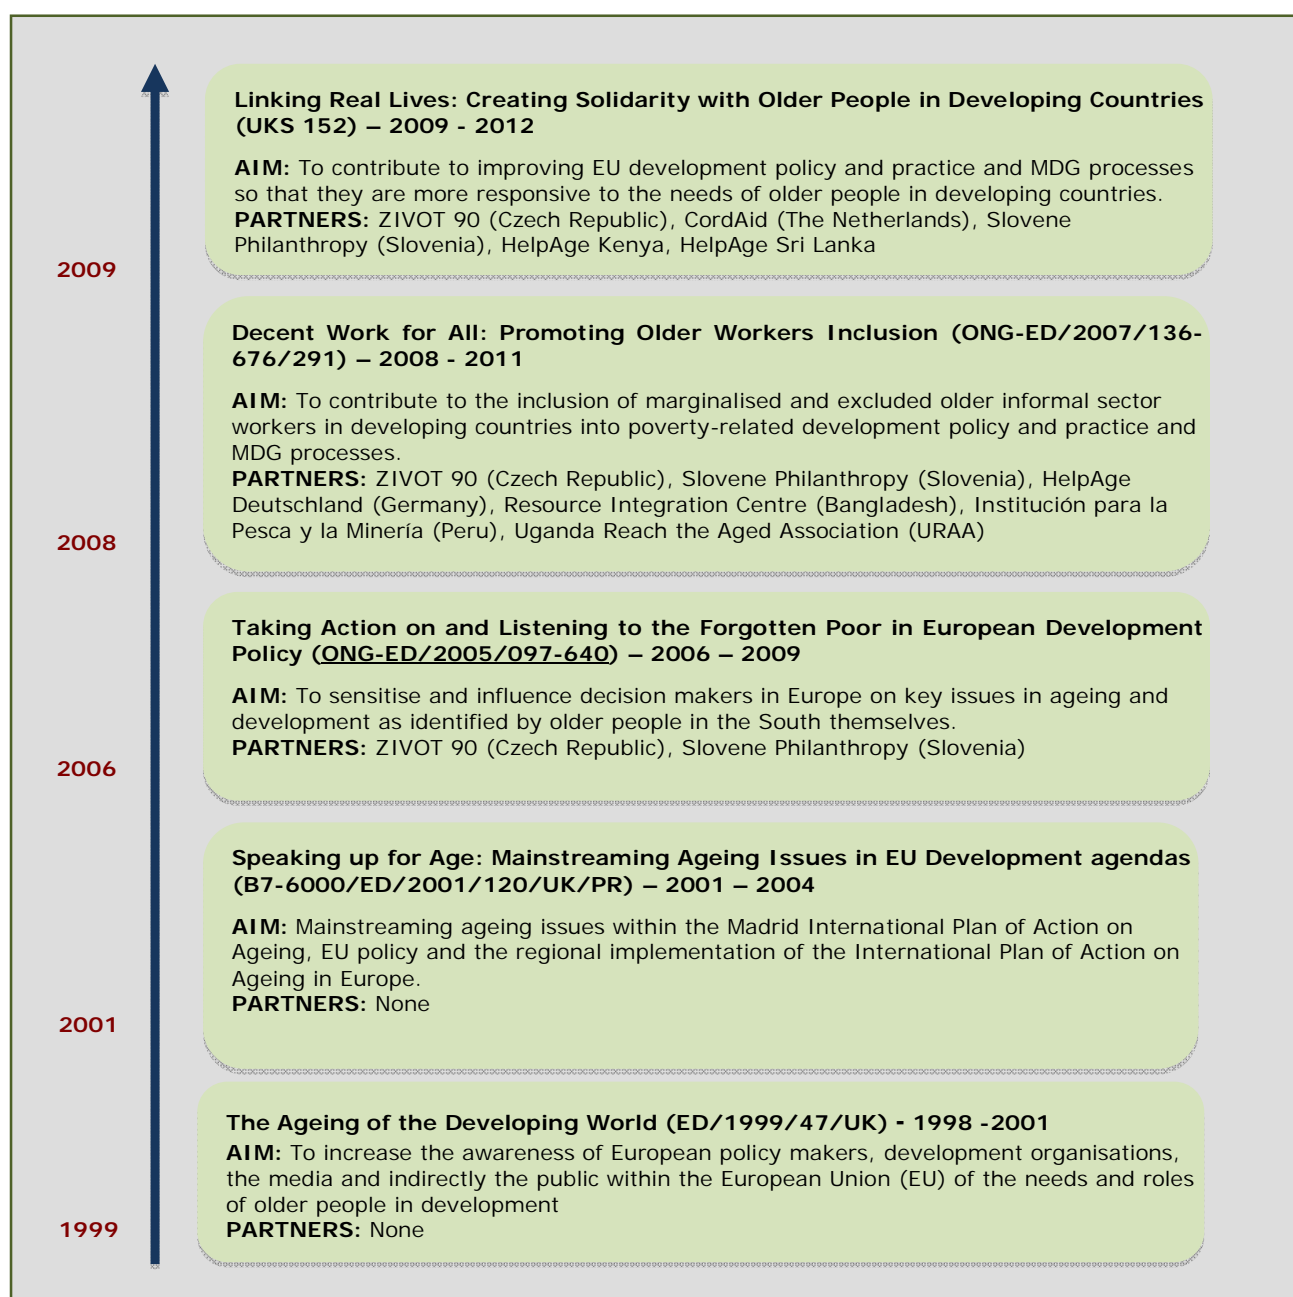 Linking Real Lives: Creating Solidarity with Older People in Developing Countries
(UKS 152) – 2009 - 2012
AIM: To contribute to improving EU development policy and practice and MDG processes
so that they are more responsive to the needs of older people in developing countries.
PARTNERS: ZIVOT 90 (Czech Republic), CordAid (The Netherlands), Slovene
Philanthropy (Slovenia), HelpAge Kenya, HelpAge Sri Lanka
2009
Decent Work for All: Promoting Older Workers Inclusion (ONG-ED/2007/136-
676/291) – 2008 - 2011
AIM: To contribute to the inclusion of marginalised and excluded older informal sector
workers in developing countries into poverty-related development policy and practice and
MDG processes.
PARTNERS: ZIVOT 90 (Czech Republic), Slovene Philanthropy (Slovenia), HelpAge
Deutschland (Germany), Resource Integration Centre (Bangladesh), Institución para la
Pesca y la Minería (Peru), Uganda Reach the Aged Association (URAA)
2008
Taking Action on and Listening to the Forgotten Poor in European Development
Policy (ONG-ED/2005/097-640) – 2006 – 2009
AIM: To sensitise and influence decision makers in Europe on key issues in ageing and
development as identified by older people in the South themselves.
PARTNERS: ZIVOT 90 (Czech Republic), Slovene Philanthropy (Slovenia)
2006
Speaking up for Age: Mainstreaming Ageing Issues in EU Development agendas
(B7-6000/ED/2001/120/UK/PR) – 2001 – 2004
AIM: Mainstreaming ageing issues within the Madrid International Plan of Action on
Ageing, EU policy and the regional implementation of the International Plan of Action on
Ageing in Europe.
PARTNERS: None
2001
The Ageing of the Developing World (ED/1999/47/UK) - 1998 -2001
AIM: To increase the awareness of European policy makers, development organisations,
the media and indirectly the public within the European Union (EU) of the needs and roles
of older people in development
PARTNERS: None
1999